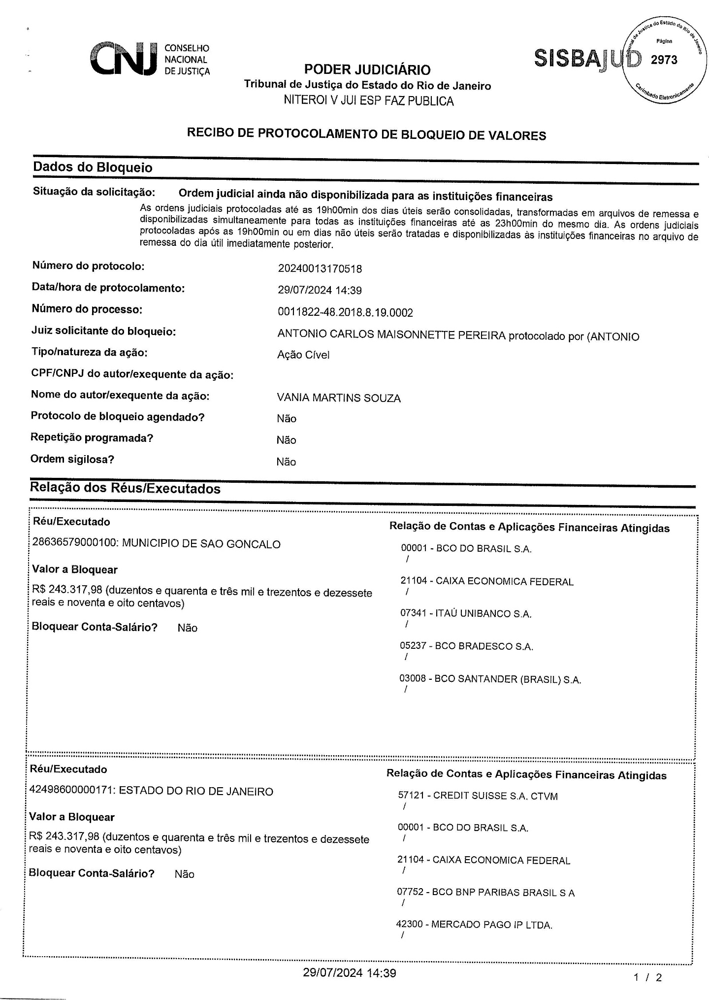 CNJ CONSELHO
NACIONAL
DE JUSTIÇA
SISBAJUD
Tribunal de Justiça do Estado do Rio de Janeiro
Página
2973
Carimbado Eletronicamente
PODER JUDICIÁRIO
Tribunal de Justiça do Estado do Rio de Janeiro
NITEROI V JUI ESP FAZ PUBLICA
RECIBO DE PROTOCOLAMENTO DE BLOQUEIO DE VALORES
Dados do Bloqueio
Situação da solicitação: Ordem judicial ainda não disponibilizada para as instituições financeiras
As ordens judiciais protocoladas até as 19h00min dos dias úteis serão consolidadas, transformadas em arquivos de remessa e
disponibilizadas simultaneamente para todas as instituições financeiras até as 23h00min do mesmo dia. As ordens judiciais
protocoladas após as 19h00min ou em dias não úteis serão tratadas e disponibilizadas às instituições financeiras no arquivo de
remessa do dia útil imediatamente posterior.
Número do protocolo: 20240013170518
Data/hora de protocolamento: 29/07/2024 14:39
Número do processo: 0011822-48.2018.8.19.0002
Juiz solicitante do bloqueio: ANTONIO CARLOS MAISONNETTE PEREIRA protocolado por (ANTONIO
Tipo/natureza da ação: Ação Cível
CPF/CNPJ do autor/exequente da ação:
Nome do autor/exequente da ação: VANIA MARTINS SOUZA
Protocolo de bloqueio agendado? Não
Repetição programada? Não
Ordem sigilosa? Não
Relação dos Réus/Executados
Réu/Executado
28636579000100: MUNICIPIO DE SAO GONCALO
Valor a Bloquear
R$ 243.317,98 (duzentos e quarenta e três mil e trezentos e dezessete
reais e noventa e oito centavos)
Bloquear Conta-Salário? Não
Relação de Contas e Aplicações Financeiras Atingidas
00001 - BCO DO BRASIL S.A.
/
21104 - CAIXA ECONOMICA FEDERAL
/
07341 - ITAÚ UNIBANCO S.A.
/
05237 - BCO BRADESCO S.A.
/
03008 - BCO SANTANDER (BRASIL) S.A.
/
Réu/Executado
42498600000171: ESTADO DO RIO DE JANEIRO
Valor a Bloquear
R$ 243.317,98 (duzentos e quarenta e três mil e trezentos e dezessete
reais e noventa e oito centavos)
Bloquear Conta-Salário? Não
Relação de Contas e Aplicações Financeiras Atingidas
57121 - CREDIT SUISSE S.A. CTVM
/
00001 - BCO DO BRASIL S.A.
/
21104 - CAIXA ECONOMICA FEDERAL
/
07752 - BCO BNP PARIBAS BRASIL S A
/
42300 - MERCADO PAGO IP LTDA.
/
29/07/2024 14:39
1 / 2